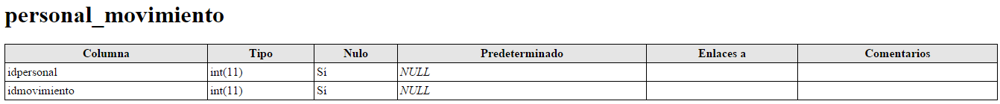 personal_movimiento
Columna Tipo Nulo Predeterminado Enlaces a Comentarios
idpersonal int(11) Sí NULL
idmovimiento int(11) Sí NULL